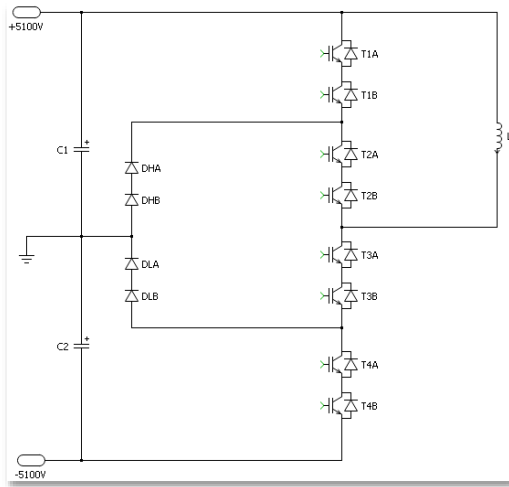 +5100V
T1A
T1B
C1
+
L
T2A
DHA
DHB
T2B
T3A
DLA
T3B
DLB
C2
+
T4A
T4B
-5100V